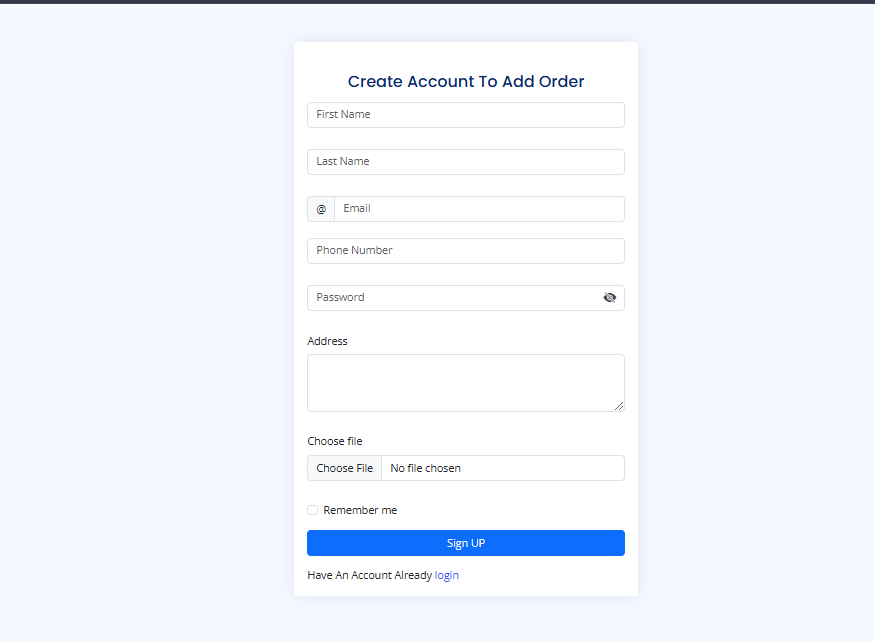 Create Account To Add Order
First Name
Last Name
@ Email
Phone Number
Password
Address
Choose file
Choose File No file chosen
Remember me
Sign UP
Have An Account Already login